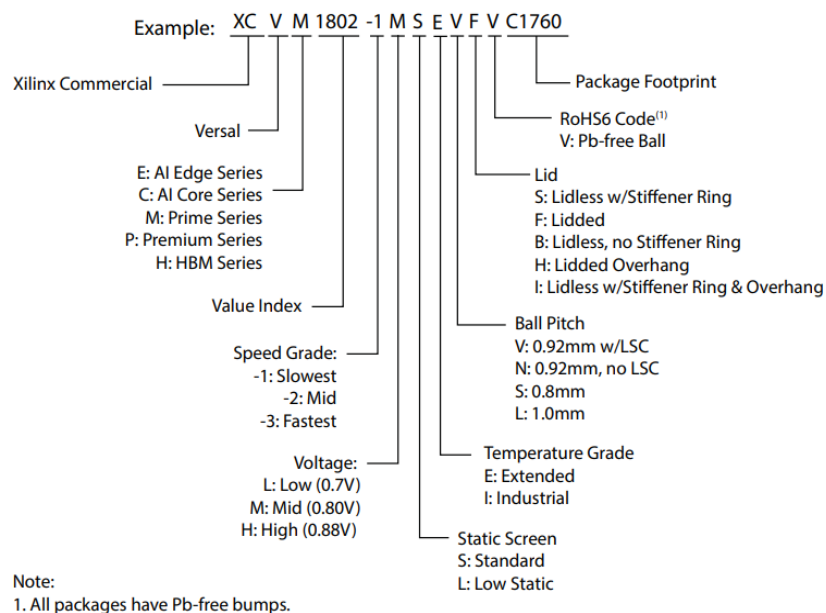 Example: XC V M 1802 -1 M S E V F V C1760
Xilinx Commercial
Package Footprint
RoHS6 Code(1)
V: Pb-free Ball
Versal
Lid
S: Lidless w/Stiffener Ring
F: Lidded
B: Lidless, no Stiffener Ring
H: Lidded Overhang
I: Lidless w/Stiffener Ring & Overhang
E: AI Edge Series
C: AI Core Series
M: Prime Series
P: Premium Series
H: HBM Series
Value Index
Ball Pitch
V: 0.92mm w/LSC
N: 0.92mm, no LSC
S: 0.8mm
L: 1.0mm
Speed Grade:
-1: Slowest
-2: Mid
-3: Fastest
Temperature Grade
E: Extended
I: Industrial
Voltage:
L: Low (0.7V)
M: Mid (0.80V)
H: High (0.88V)
Static Screen
S: Standard
L: Low Static
Note:
1. All packages have Pb-free bumps.